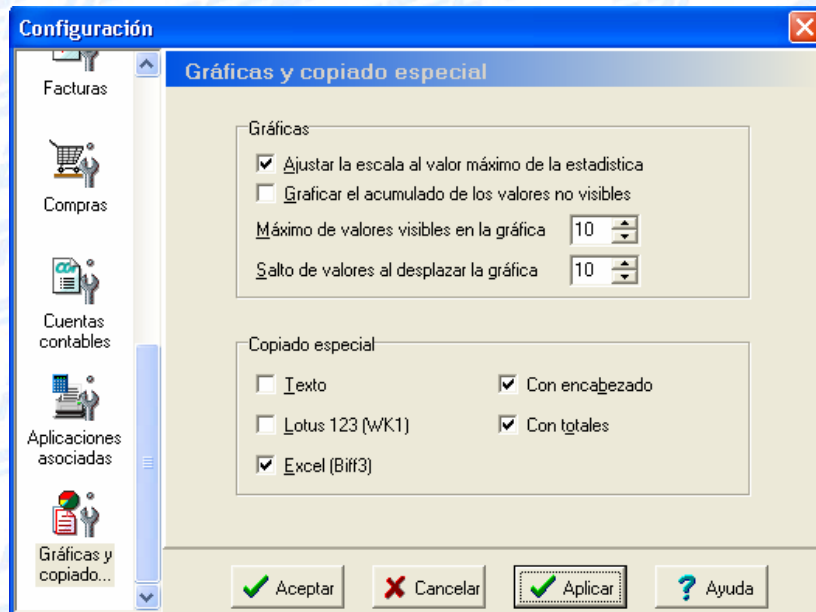 Configuración
Facturas
Compras
Cuentas
contables
Aplicaciones
asociadas
Gráficas y
copiado...
Gráficas y copiado especial
Gráficas
Ajustar la escala al valor máximo de la estadistica
Graficar el acumulado de los valores no visibles
Máximo de valores visibles en la gráfica 10
Salto de valores al desplazar la gráfica 10
Copiado especial
Texto Con encabezado
Lotus 123 (WK1) Con totales
Excel (Biff3)
Aceptar Cancelar Aplicar Ayuda